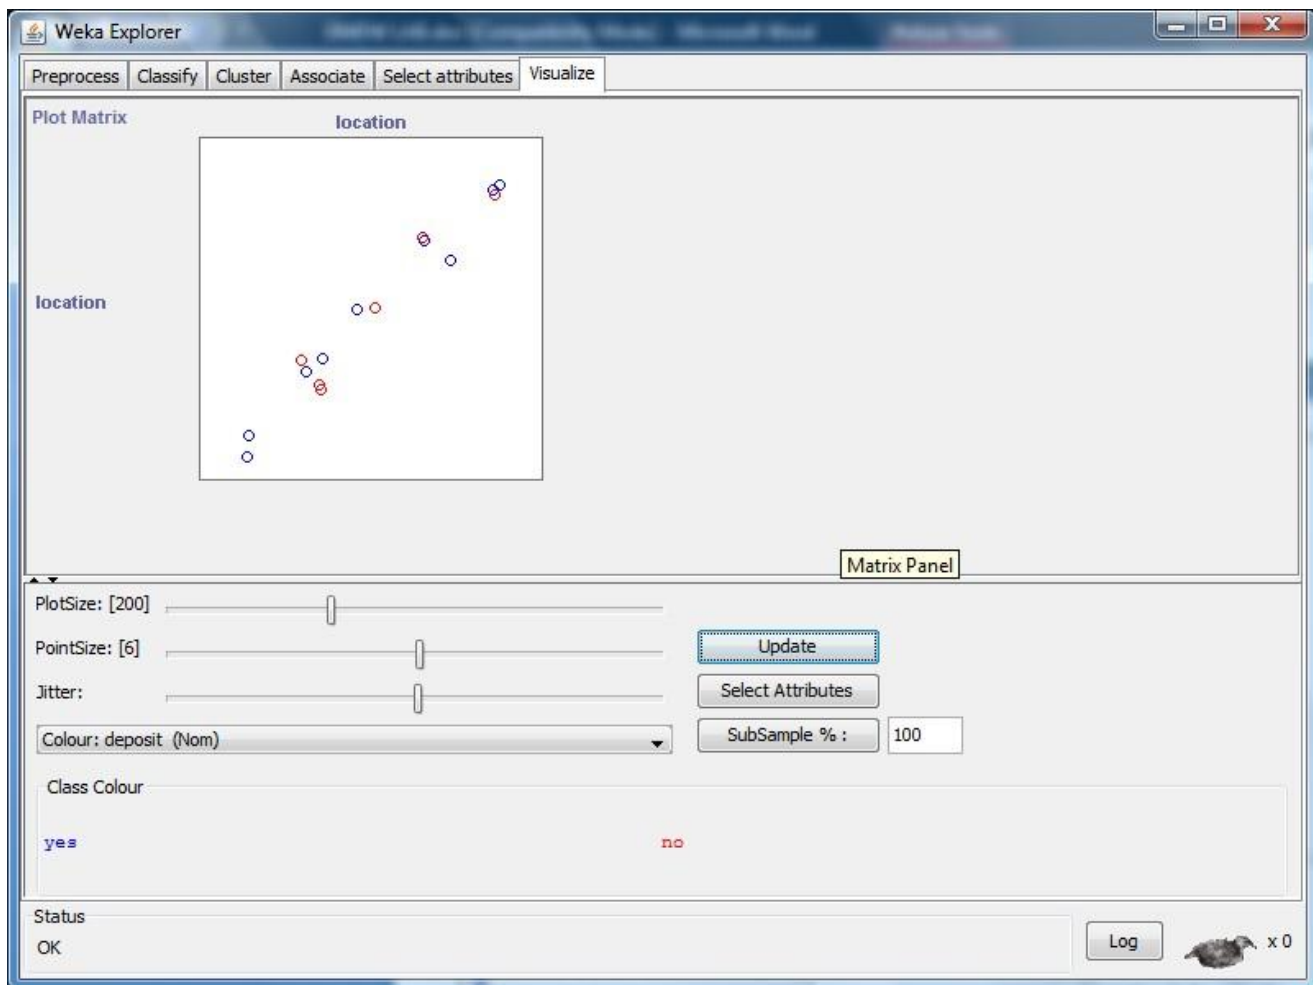 Weka Explorer
Preprocess Classify Cluster Associate Select attributes Visualize
Plot Matrix
location
location
Matrix Panel
PlotSize: [200]
PointSize: [6]
Update
Jitter:
Select Attributes
Colour: deposit (Nom)
SubSample % : 100
Class Colour
yes no
Status
OK
Log x 0